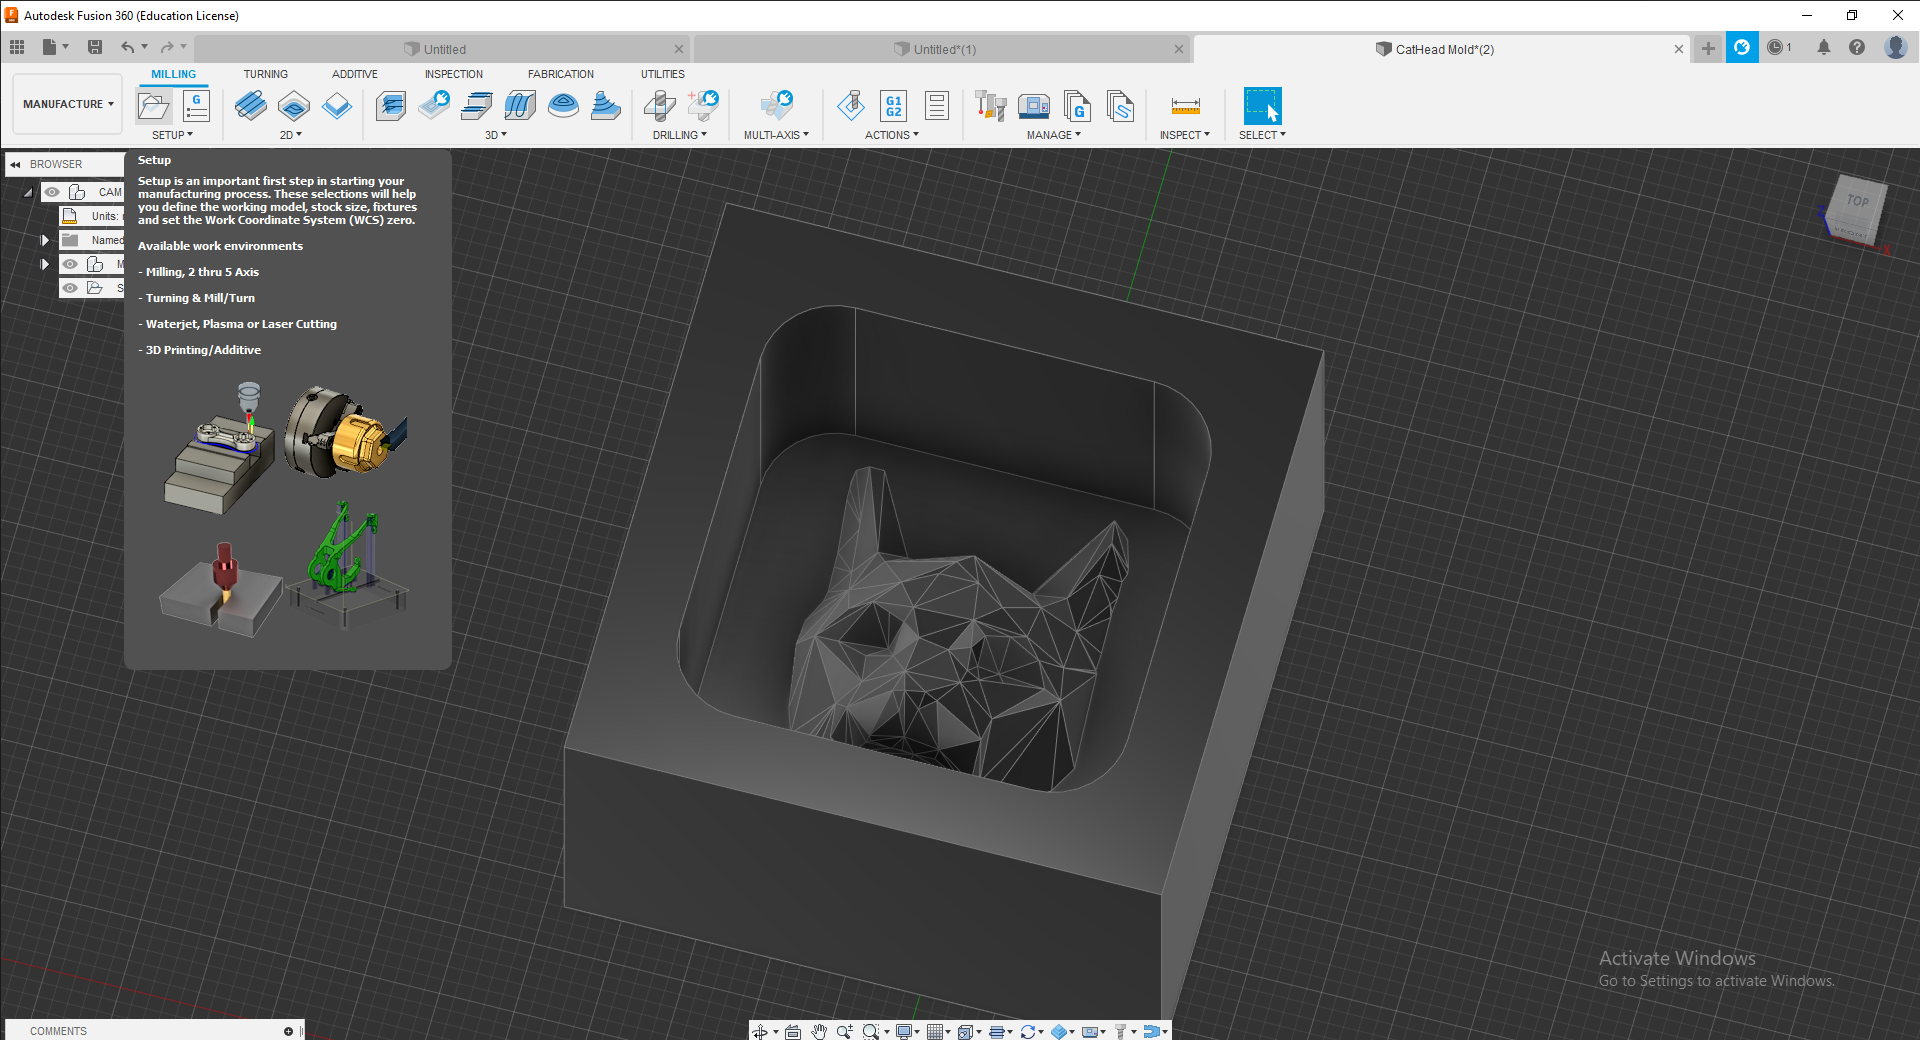 Autodesk Fusion 360 (Education License)
Untitled
Untitled*(1)
CatHead Mold*(2)
1
MILLING
TURNING
ADDITIVE
INSPECTION
FABRICATION
UTILITIES
MANUFACTURE
G
G1
G2
G
SETUP
2D
3D
DRILLING
MULTI-AXIS
ACTIONS
MANAGE
INSPECT
SELECT
BROWSER
CAM
Units:
Named
M
S
Setup
Setup is an important first step in starting your
manufacturing process. These selections will help
you define the working model, stock size, fixtures
and set the Work Coordinate System (WCS) zero.
Available work environments
- Milling, 2 thru 5 Axis
- Turning & Mill/Turn
- Waterjet, Plasma or Laser Cutting
- 3D Printing/Additive
TOP
FRONT
Z
X
Activate Windows
Go to Settings to activate Windows.
COMMENTS